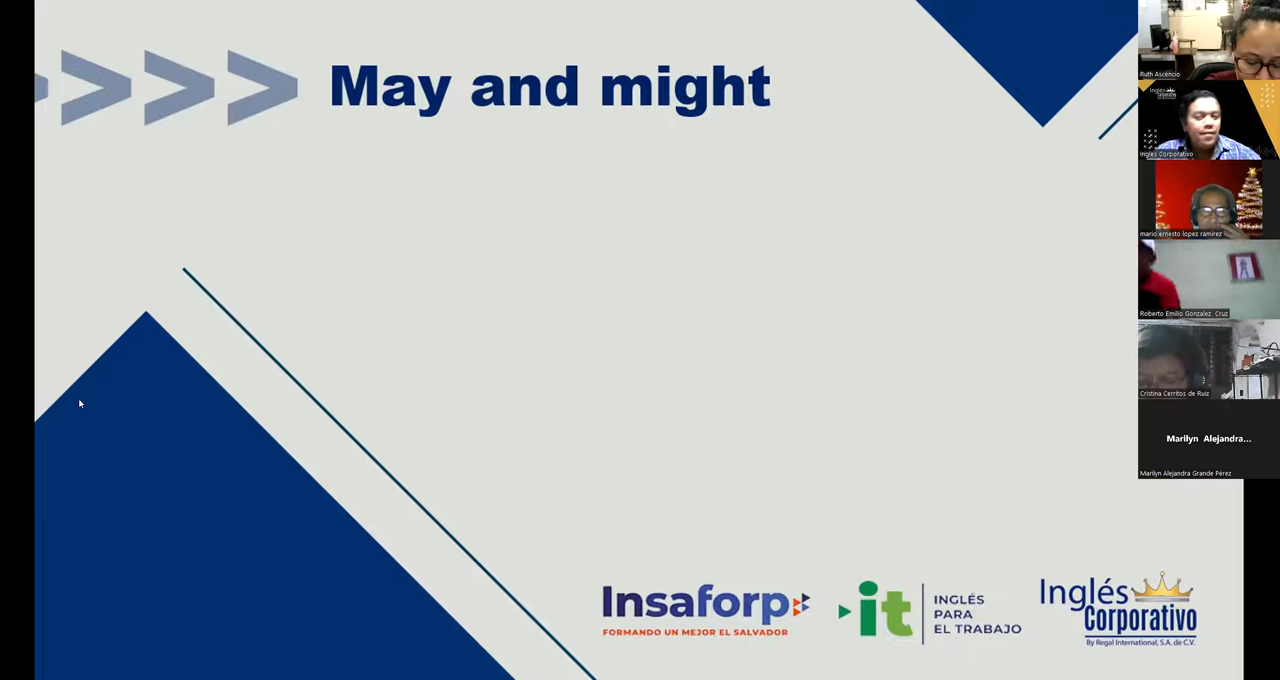 May and might
Insaforp
FORMANDO UN MEJOR EL SALVADOR
it
INGLÉS
PARA
EL TRABAJO
Inglés
Corporativo
By Regal International, S.A. de C.V.
Ruth Ascencio
Inglés Corporativo
mario ernesto lopez ramirez
Roberto Emilio Gonzalez Cruz
Cristina Cerritos de Ruiz
Marilyn Alejandra...
Marilyn Alejandra Grande Pérez